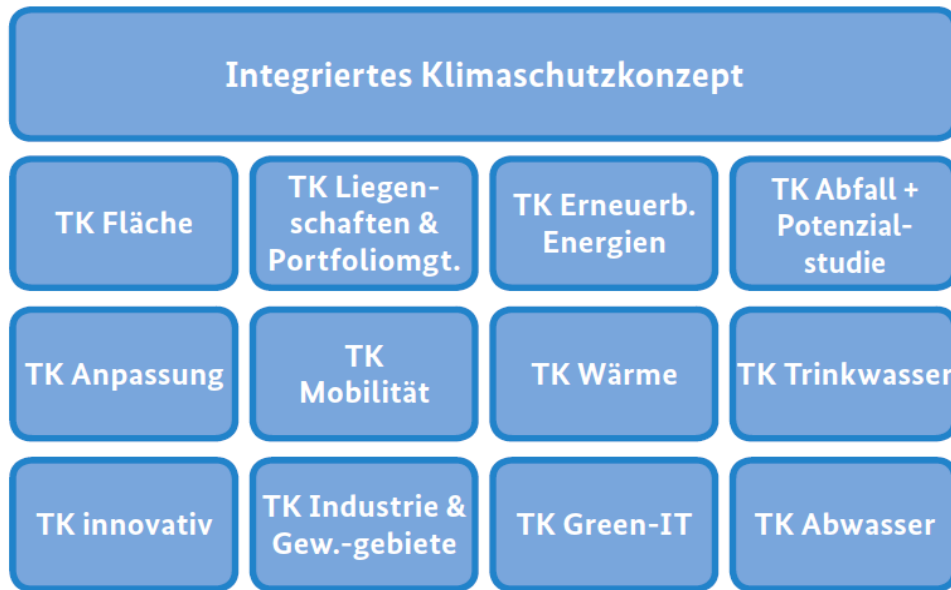 Integriertes Klimaschutzkonzept
TK Fläche
TK Liegen-
schaften &
Portfoliomgt.
TK Erneuerb.
Energien
TK Abfall +
Potenzial-
studie
TK Anpassung
TK
Mobilität
TK Wärme
TK Trinkwasser
TK innovativ
TK Industrie &
Gew.-gebiete
TK Green-IT
TK Abwasser